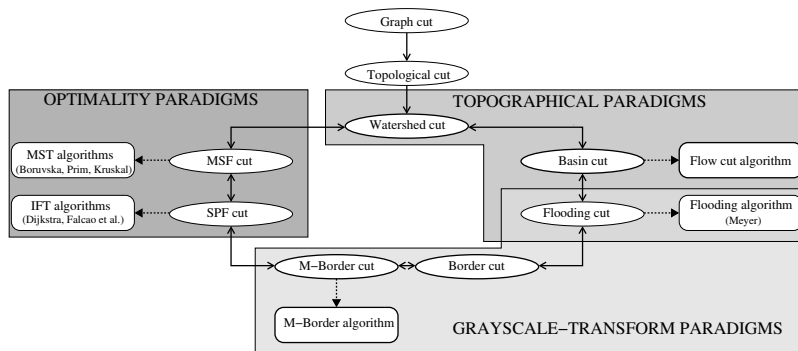 Graph cut
Topological cut
OPTIMALITY PARADIGMS
TOPOGRAPHICAL PARADIGMS
Watershed cut
MST algorithms
(Boruvska, Prim, Kruskal)
MSF cut
Basin cut
Flow cut algorithm
IFT algorithms
(Dijkstra, Falcao et al.)
SPF cut
Flooding cut
Flooding algorithm
(Meyer)
M−Border cut
Border cut
M−Border algorithm
GRAYSCALE−TRANSFORM PARADIGMS